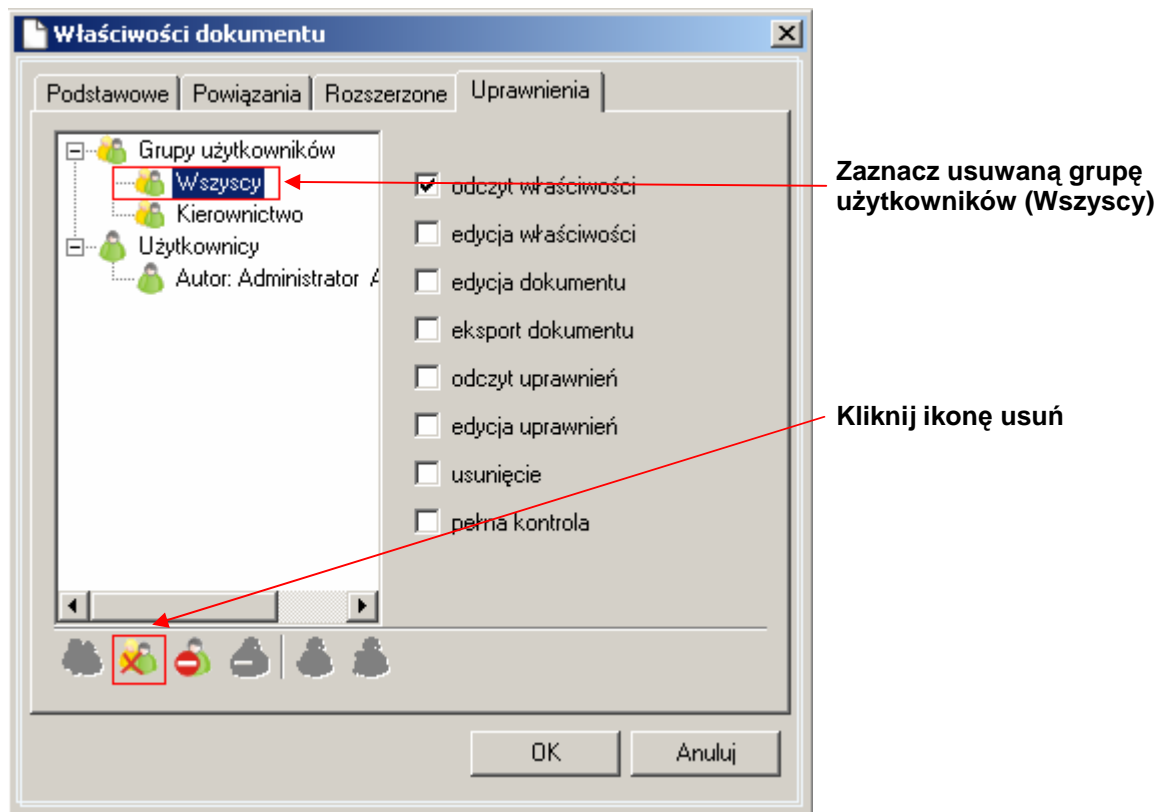 Właściwości dokumentu
Podstawowe Powiązania Rozszerzone Uprawnienia
Grupy użytkowników
Wszyscy
Kierownictwo
Użytkownicy
Autor: Administrator A
odczyt właściwości
edycja właściwości
edycja dokumentu
eksport dokumentu
odczyt uprawnień
edycja uprawnień
usunięcie
pełna kontrola
OK Anuluj
Zaznacz usuwaną grupę
użytkowników (Wszyscy)
Kliknij ikonę usuń